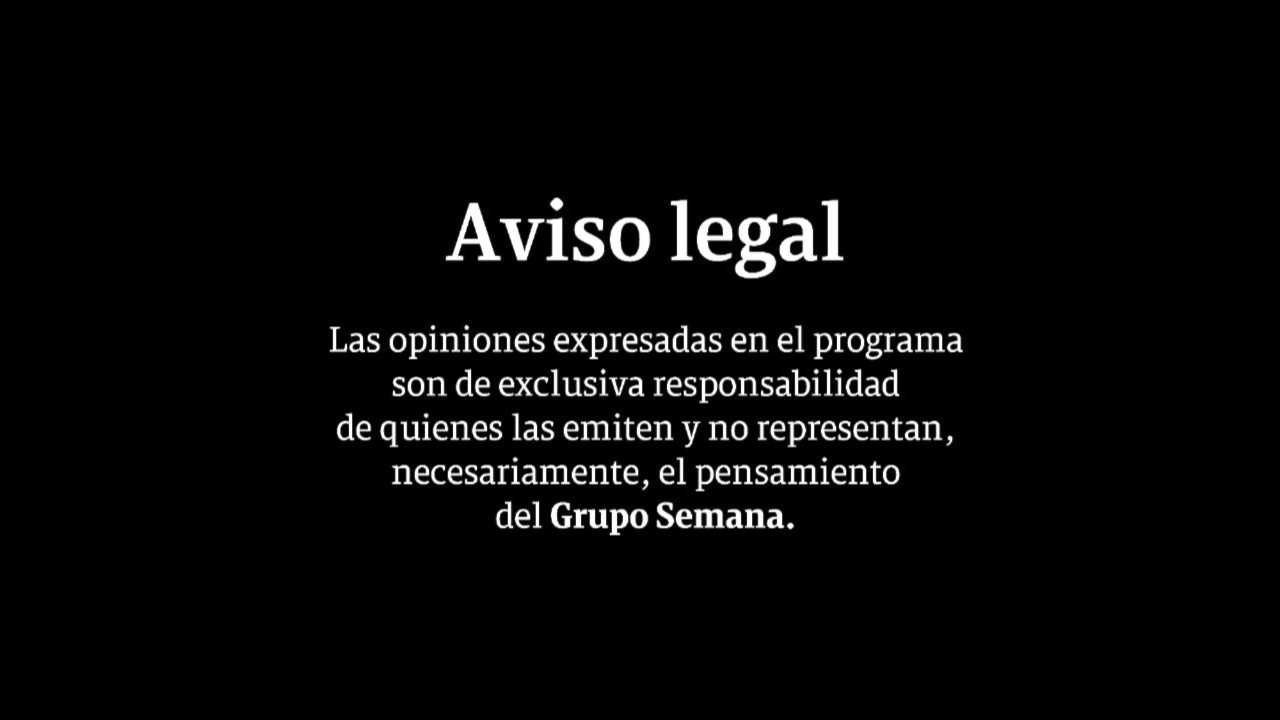 Aviso legal
Las opiniones expresadas en el programa
son de exclusiva responsabilidad
de quienes las emiten y no representan,
necesariamente, el pensamiento
del Grupo Semana.